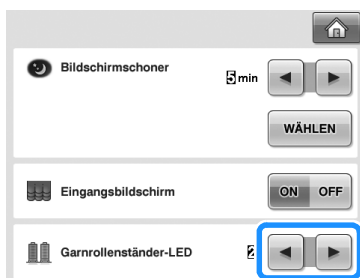 Bildschirmschoner
5 min
WÄHLEN
Eingangsbildschirm
ON OFF
Garnrollenständer-LED
2